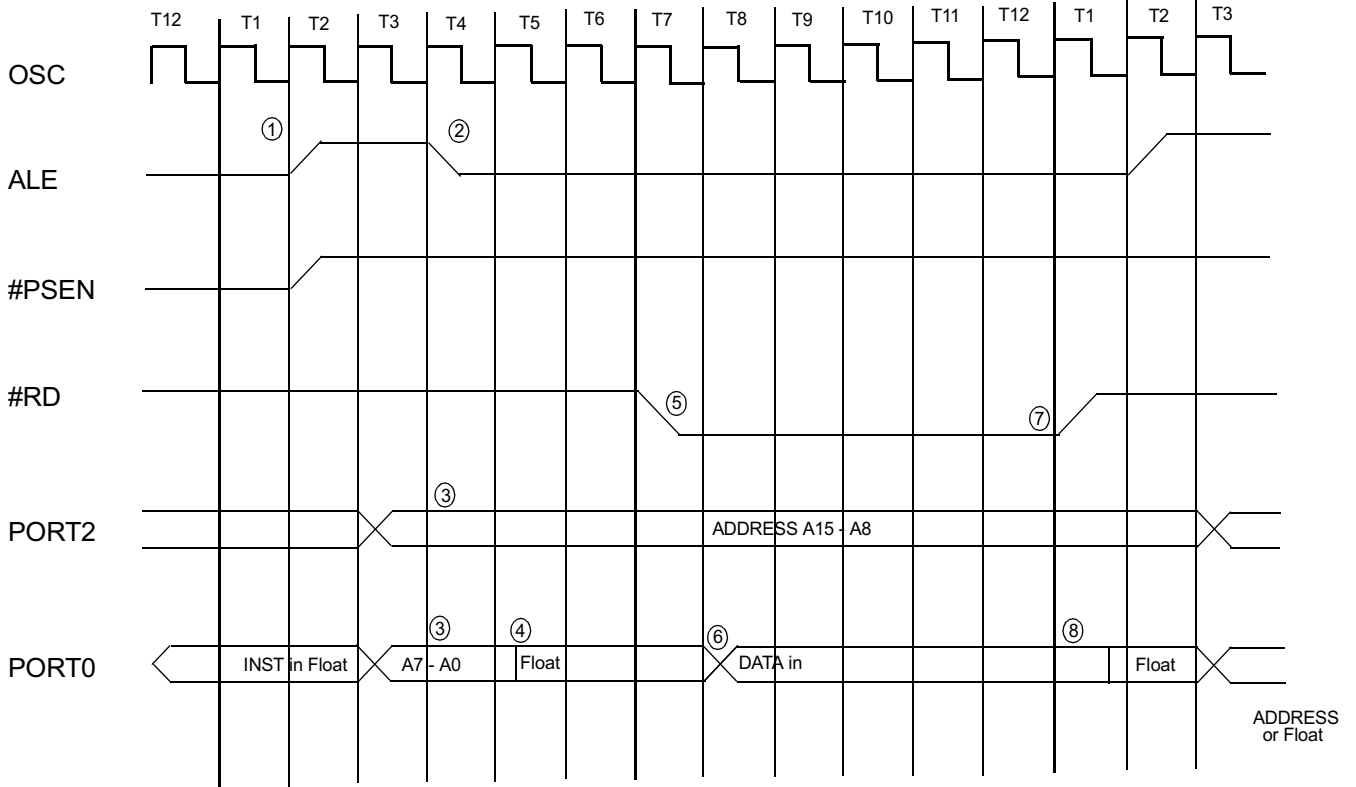 T12 T1 T2 T3 T4 T5 T6 T7 T8 T9 T10 T11 T12 T1 T2 T3
OSC
① ②
ALE
#PSEN
#RD
⑤ ⑦
③
PORT2
ADDRESS A15 - A8
③ ④ ⑥ ⑧
PORT0
INST in Float A7 - A0 Float DATA in Float
ADDRESS
or Float